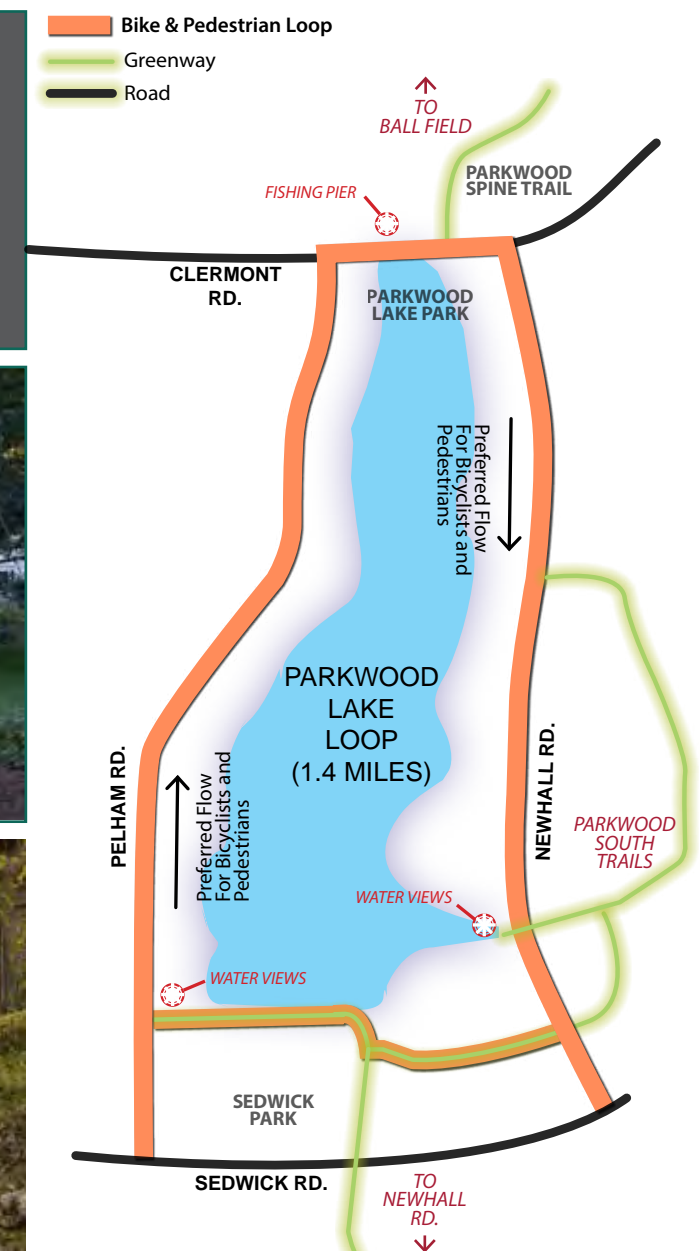 Bike & Pedestrian Loop
Greenway
Road
TO
BALL FIELD
PARKWOOD
SPINE TRAIL
FISHING PIER
CLERMONT
RD.
PARKWOOD
LAKE PARK
Preferred Flow
For Bicyclists and
Pedestrians
PARKWOOD
LAKE
LOOP
(1.4 MILES)
PELHAM RD.
Preferred Flow
For Bicyclists and
Pedestrians
NEWHALL RD.
PARKWOOD
SOUTH
TRAILS
WATER VIEWS
WATER VIEWS
SEDWICK
PARK
SEDWICK RD.
TO
NEWHALL
RD.